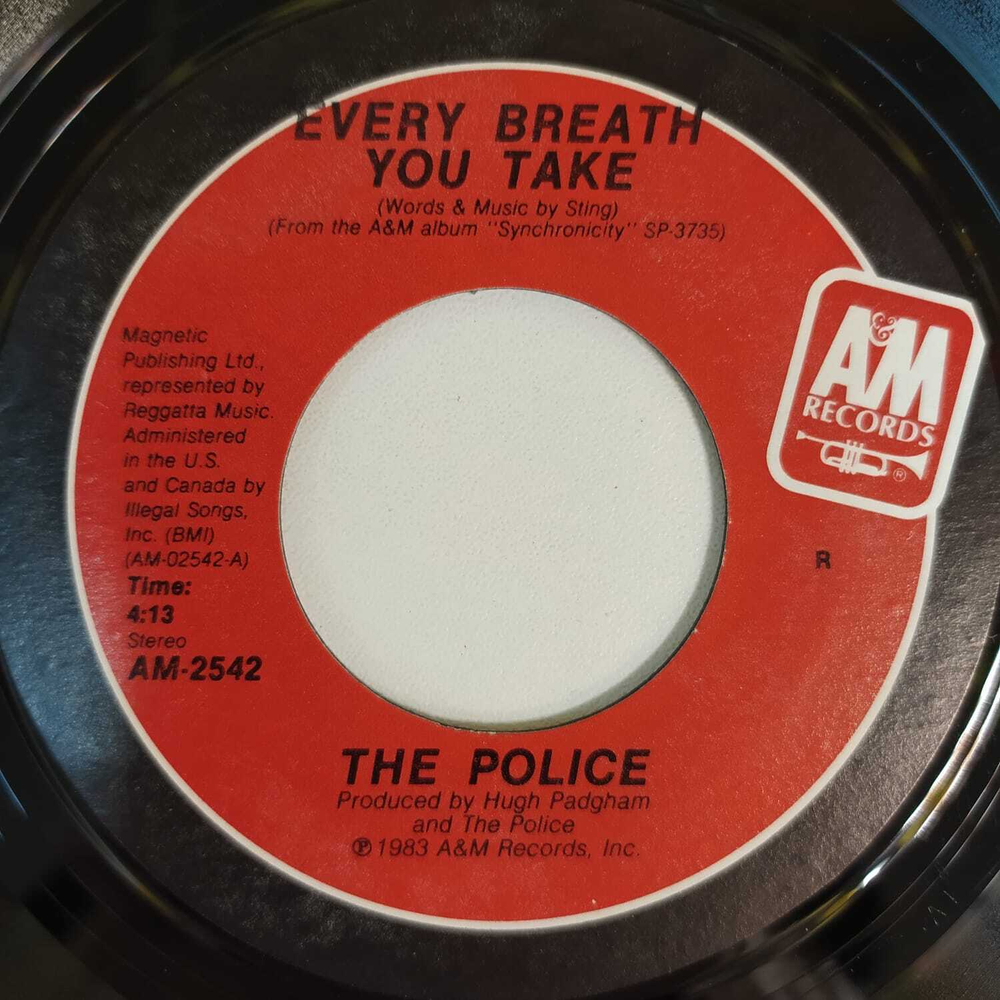 EVERY BREATH
YOU TAKE
(Words & Music by Sting)
(From the A&M album "Synchronicity" SP-3735)
Magnetic
Publishing Ltd.,
represented by
Reggatta Music.
Administered
in the U.S.
and Canada by
Illegal Songs,
Inc. (BMI)
(AM-02542-A)
Time:
4:13
Stereo
AM-2542
A&M
RECORDS
®
R
THE POLICE
Produced by Hugh Padgham
and The Police
℗ 1983 A&M Records, Inc.